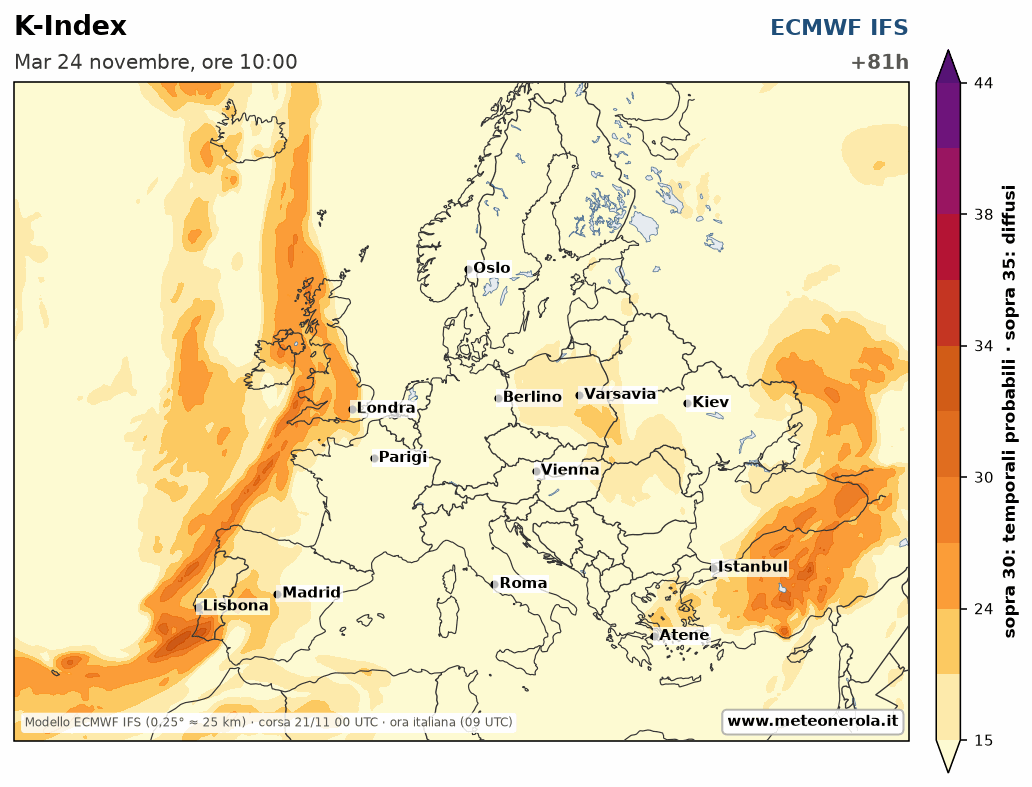 K-Index
ECMWF IFS
Mar 24 novembre, ore 10:00
+81h
44
38
34
30
24
15
sopra 30: temporali probabili · sopra 35: diffusi
Oslo
Berlino
Varsavia
Kiev
Londra
Parigi
Vienna
Istanbul
Roma
Madrid
Lisbona
Atene
Modello ECMWF IFS (0,25° ≈ 25 km) · corsa 21/11 00 UTC · ora italiana (09 UTC)
www.meteonerola.it